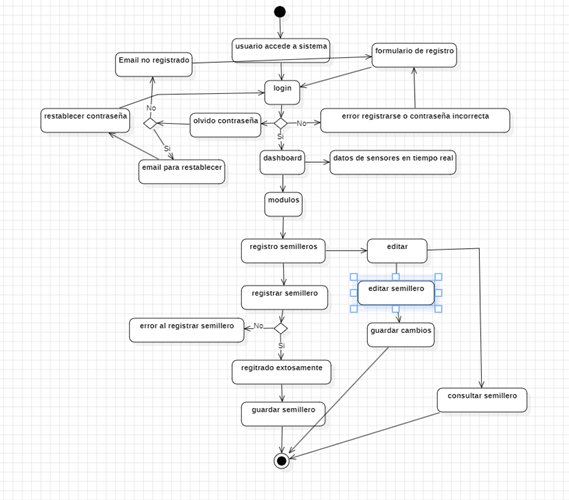 usuario accede a sistema
formulario de registro
Email no registrado
login
No
restablecer contraseña
olvido contraseña
No
error registrarse o contraseña incorrecta
Si
Si
dashboard
datos de sensores en tiempo real
email para restablecer
modulos
registro semilleros
editar
registrar semillero
editar semillero
error al registrar semillero
No
guardar cambios
Si
regitrado extosamente
consultar semillero
guardar semillero